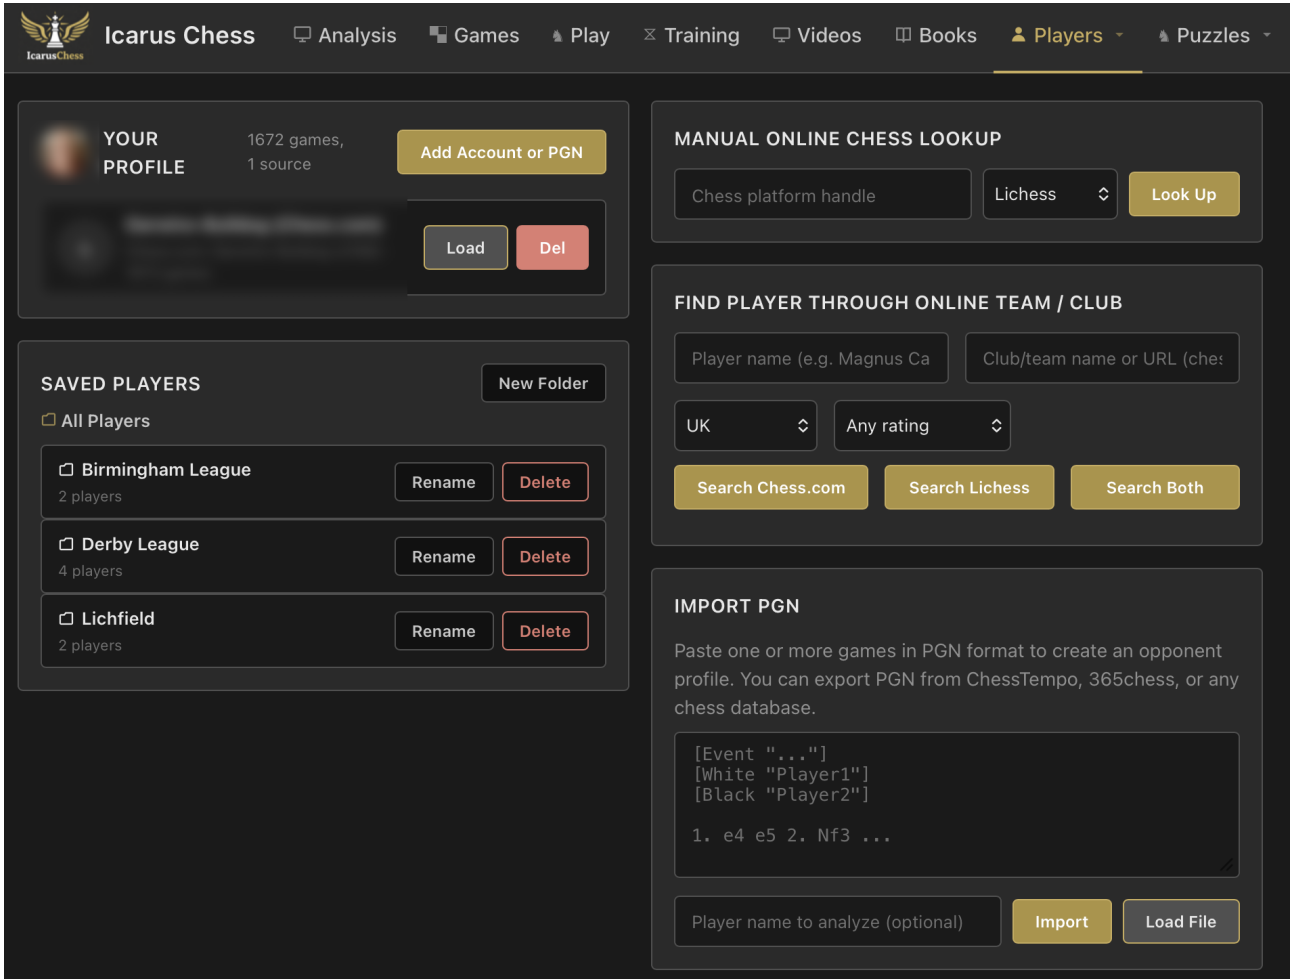 IcarusChess
Icarus Chess
Analysis
Games
Play
Training
Videos
Books
Players
Puzzles
YOUR
PROFILE
1672 games,
1 source
Add Account or PGN
Load
Del
SAVED PLAYERS
New Folder
All Players
Birmingham League
2 players
Rename
Delete
Derby League
4 players
Rename
Delete
Lichfield
2 players
Rename
Delete
MANUAL ONLINE CHESS LOOKUP
Chess platform handle
Lichess
Look Up
FIND PLAYER THROUGH ONLINE TEAM / CLUB
Player name (e.g. Magnus Ca
Club/team name or URL (ches
UK
Any rating
Search Chess.com
Search Lichess
Search Both
IMPORT PGN
Paste one or more games in PGN format to create an opponent
profile. You can export PGN from ChessTempo, 365chess, or any
chess database.
[Event "..."]
[White "Player1"]
[Black "Player2"]
1. e4 e5 2. Nf3 ...
Player name to analyze (optional)
Import
Load File